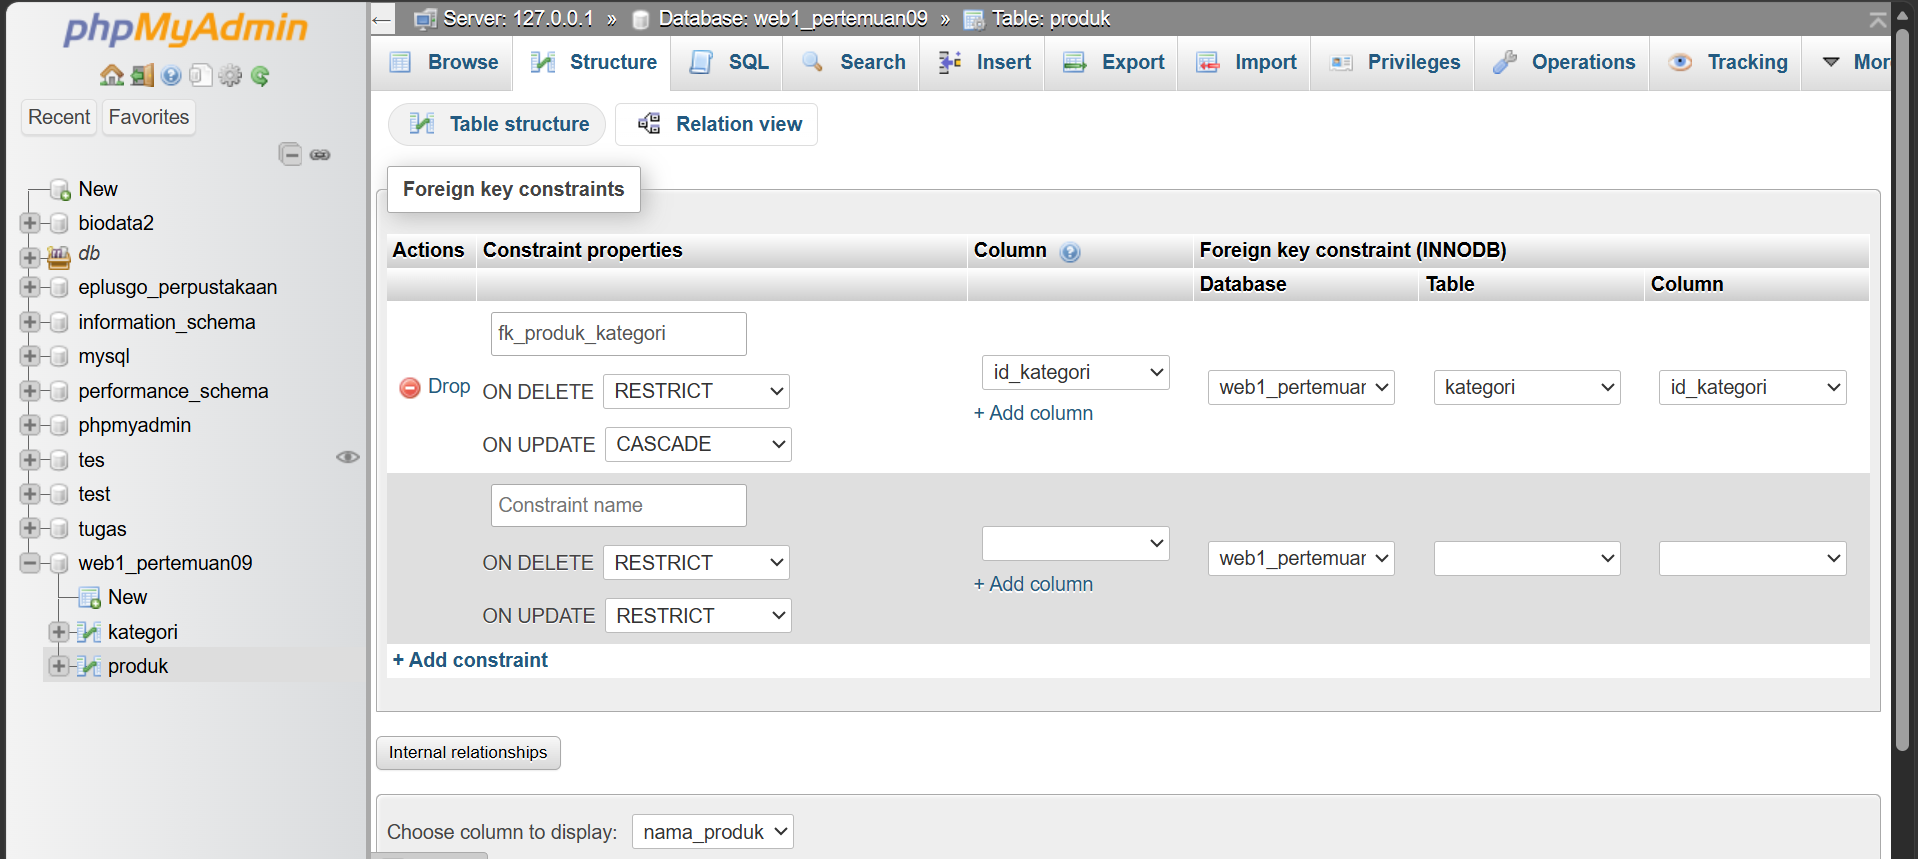 phpMyAdmin
Recent
Favorites
New
biodata2
db
eplusgo_perpustakaan
information_schema
mysql
performance_schema
phpmyadmin
tes
test
tugas
web1_pertemuan09
New
kategori
produk
Server: 127.0.0.1 » Database: web1_pertemuan09 » Table: produk
Browse Structure SQL Search Insert Export Import Privileges Operations Tracking Mor
Table structure Relation view
Foreign key constraints
Actions Constraint properties Column Foreign key constraint (INNODB)
Database Table Column
fk_produk_kategori
Drop
ON DELETE RESTRICT
ON UPDATE CASCADE
id_kategori
+ Add column
web1_pertemuar
kategori
id_kategori
Constraint name
ON DELETE RESTRICT
ON UPDATE RESTRICT
+ Add column
web1_pertemuar
+ Add constraint
Internal relationships
Choose column to display: nama_produk